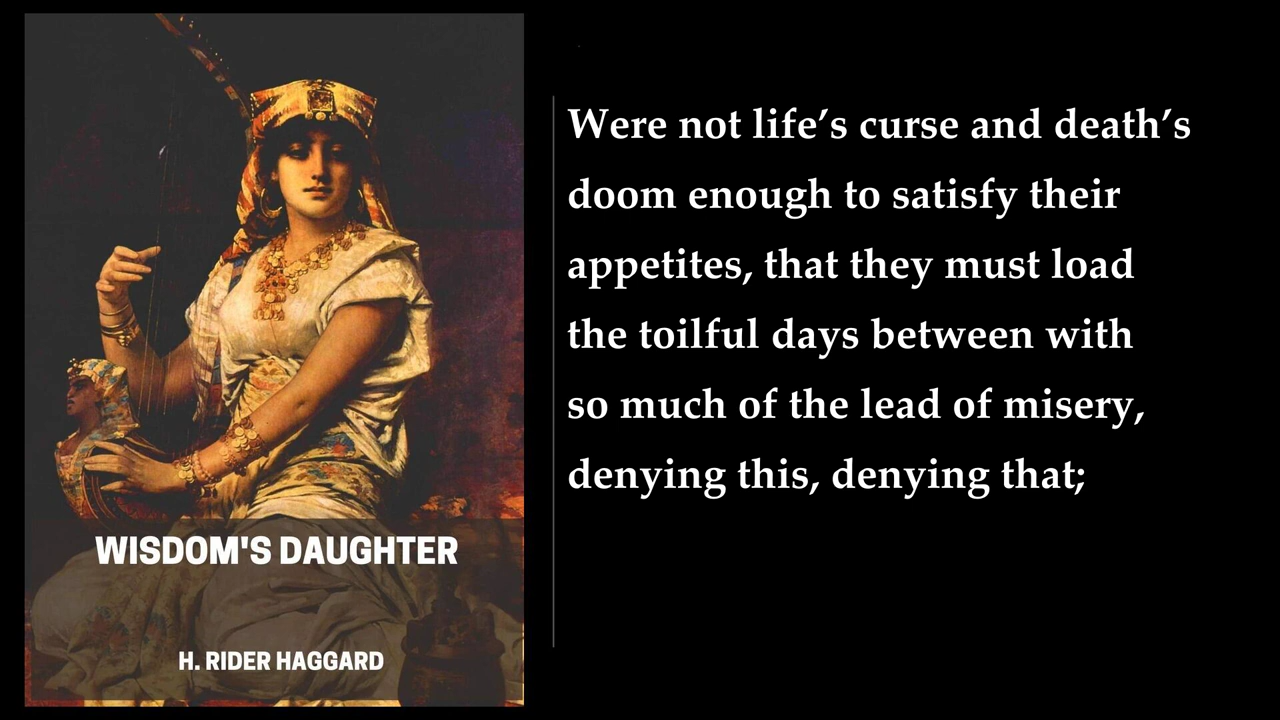 WISDOM'S DAUGHTER
H. RIDER HAGGARD
Were not life’s curse and death’s
doom enough to satisfy their
appetites, that they must load
the toilful days between with
so much of the lead of misery,
denying this, denying that;